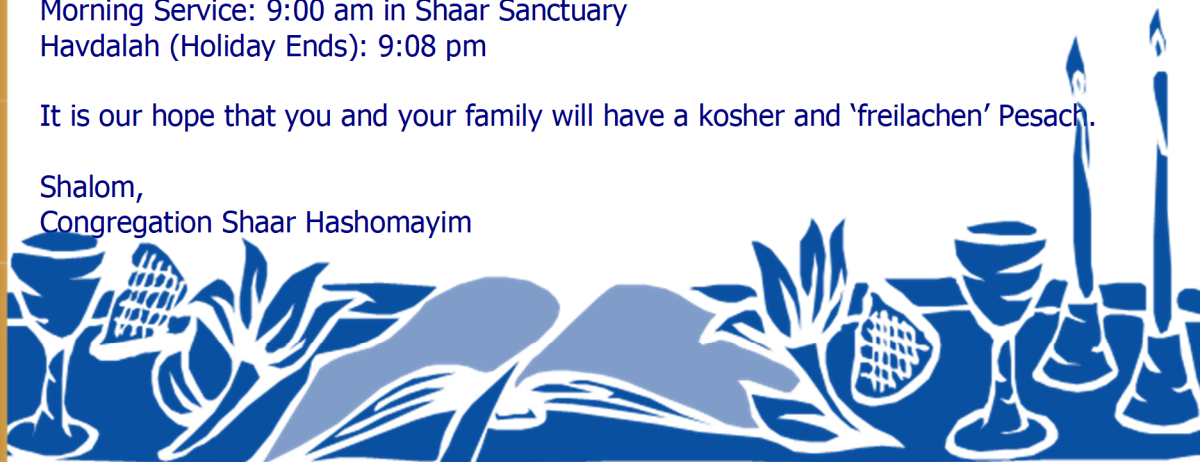 Morning Service: 9:00 am in Shaar Sanctuary
Havdalah (Holiday Ends): 9:08 pm
It is our hope that you and your family will have a kosher and ‘freilachen’ Pesach.
Shalom,
Congregation Shaar Hashomayim